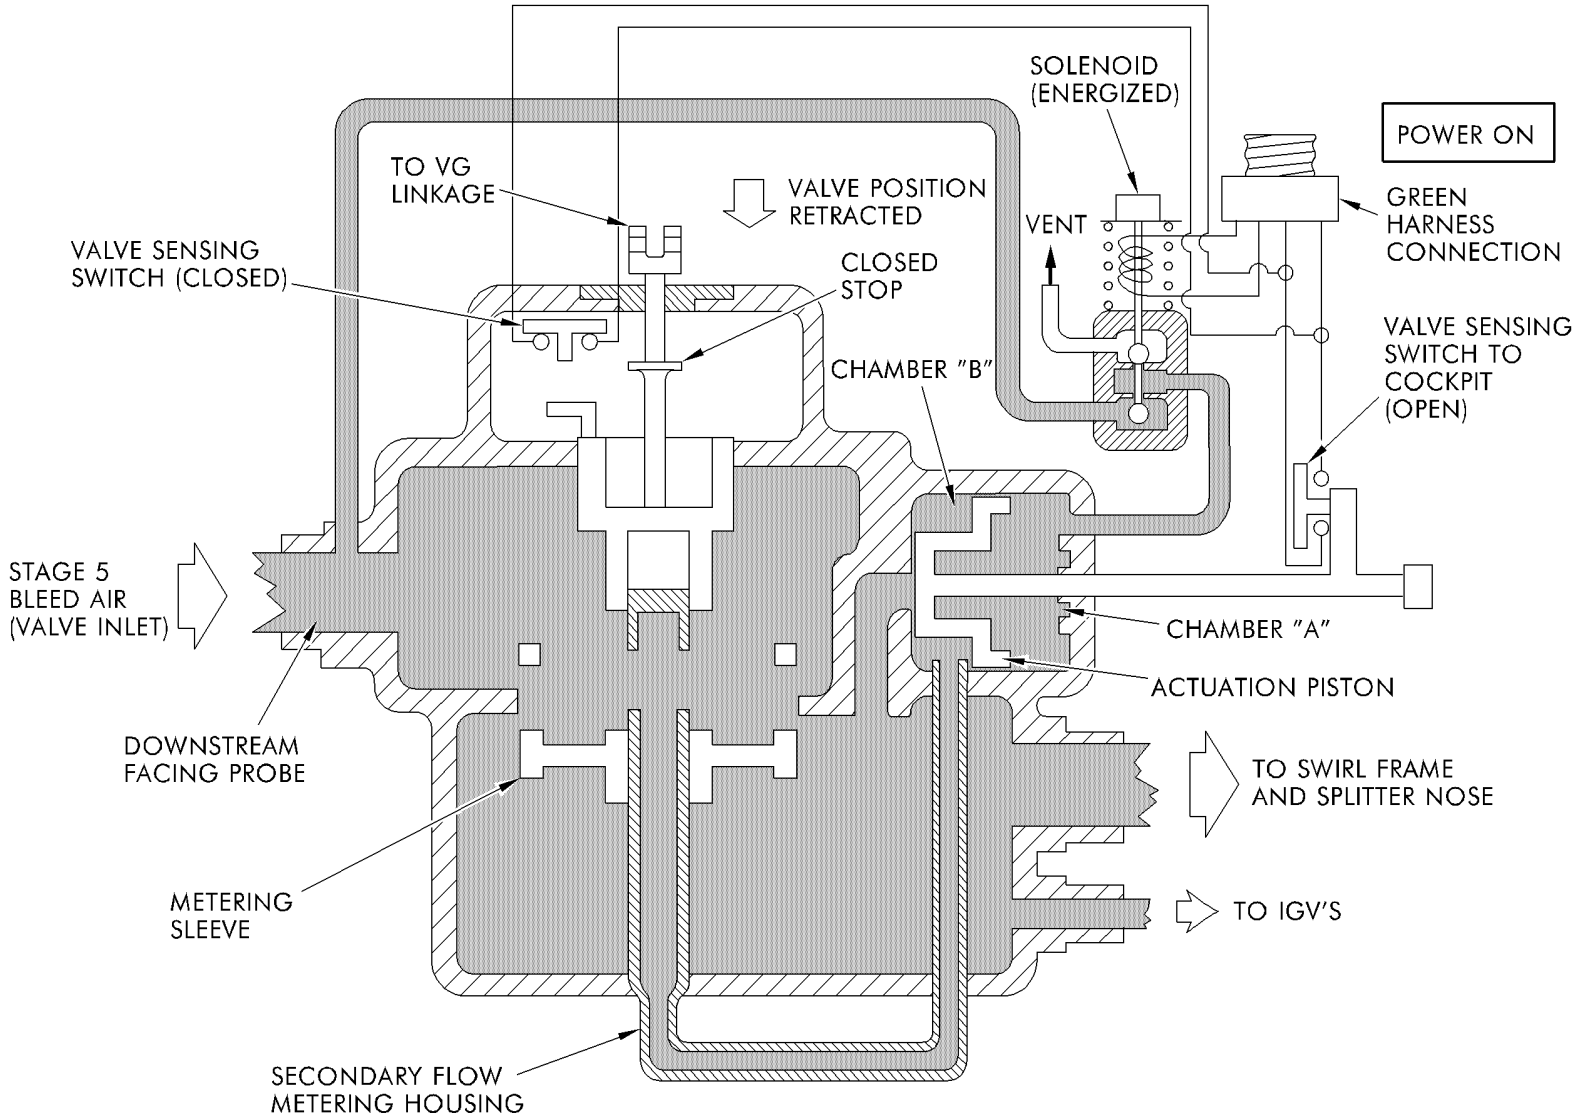 SOLENOID
(ENERGIZED)
POWER ON
TO VG
LINKAGE
VALVE POSITION
RETRACTED
GREEN
HARNESS
CONNECTION
VENT
VALVE SENSING
SWITCH (CLOSED)
CLOSED
STOP
VALVE SENSING
SWITCH TO
COCKPIT
(OPEN)
CHAMBER "B"
STAGE 5
BLEED AIR
(VALVE INLET)
CHAMBER "A"
ACTUATION PISTON
DOWNSTREAM
FACING PROBE
TO SWIRL FRAME
AND SPLITTER NOSE
METERING
SLEEVE
TO IGV'S
SECONDARY FLOW
METERING HOUSING